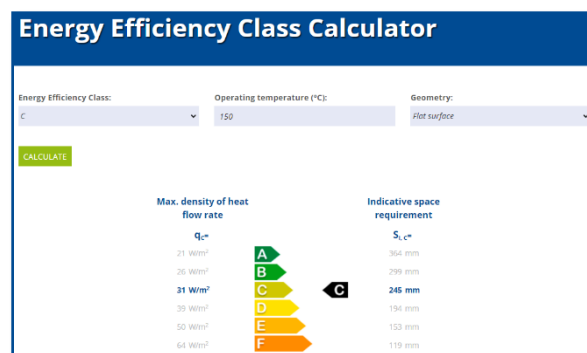 Energy Efficiency Class Calculator
Energy Efficiency Class: Operating temperature (°C): Geometry:
C 150 Flat surface
CALCULATE
Max. density of heat Indicative space
flow rate requirement
qc* SI, C*
21 W/m² A 364 mm
26 W/m² B 299 mm
31 W/m² C C 245 mm
39 W/m² D 194 mm
50 W/m² E 153 mm
64 W/m² F 119 mm